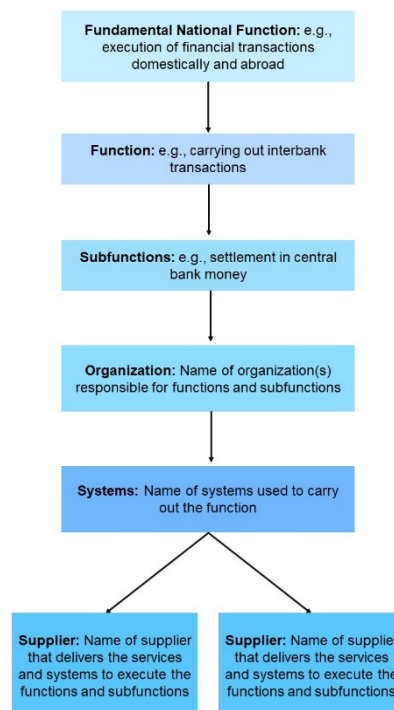 Fundamental National Function: e.g.,
execution of financial transactions
domestically and abroad
Function: e.g., carrying out interbank
transactions
Subfunctions: e.g., settlement in central
bank money
Organization: Name of organization(s)
responsible for functions and subfunctions
Systems: Name of systems used to carry
out the function
Supplier: Name of supplier
that delivers the services
and systems to execute the
functions and subfunctions
Supplier: Name of supplier
that delivers the services
and systems to execute the
functions and subfunctions